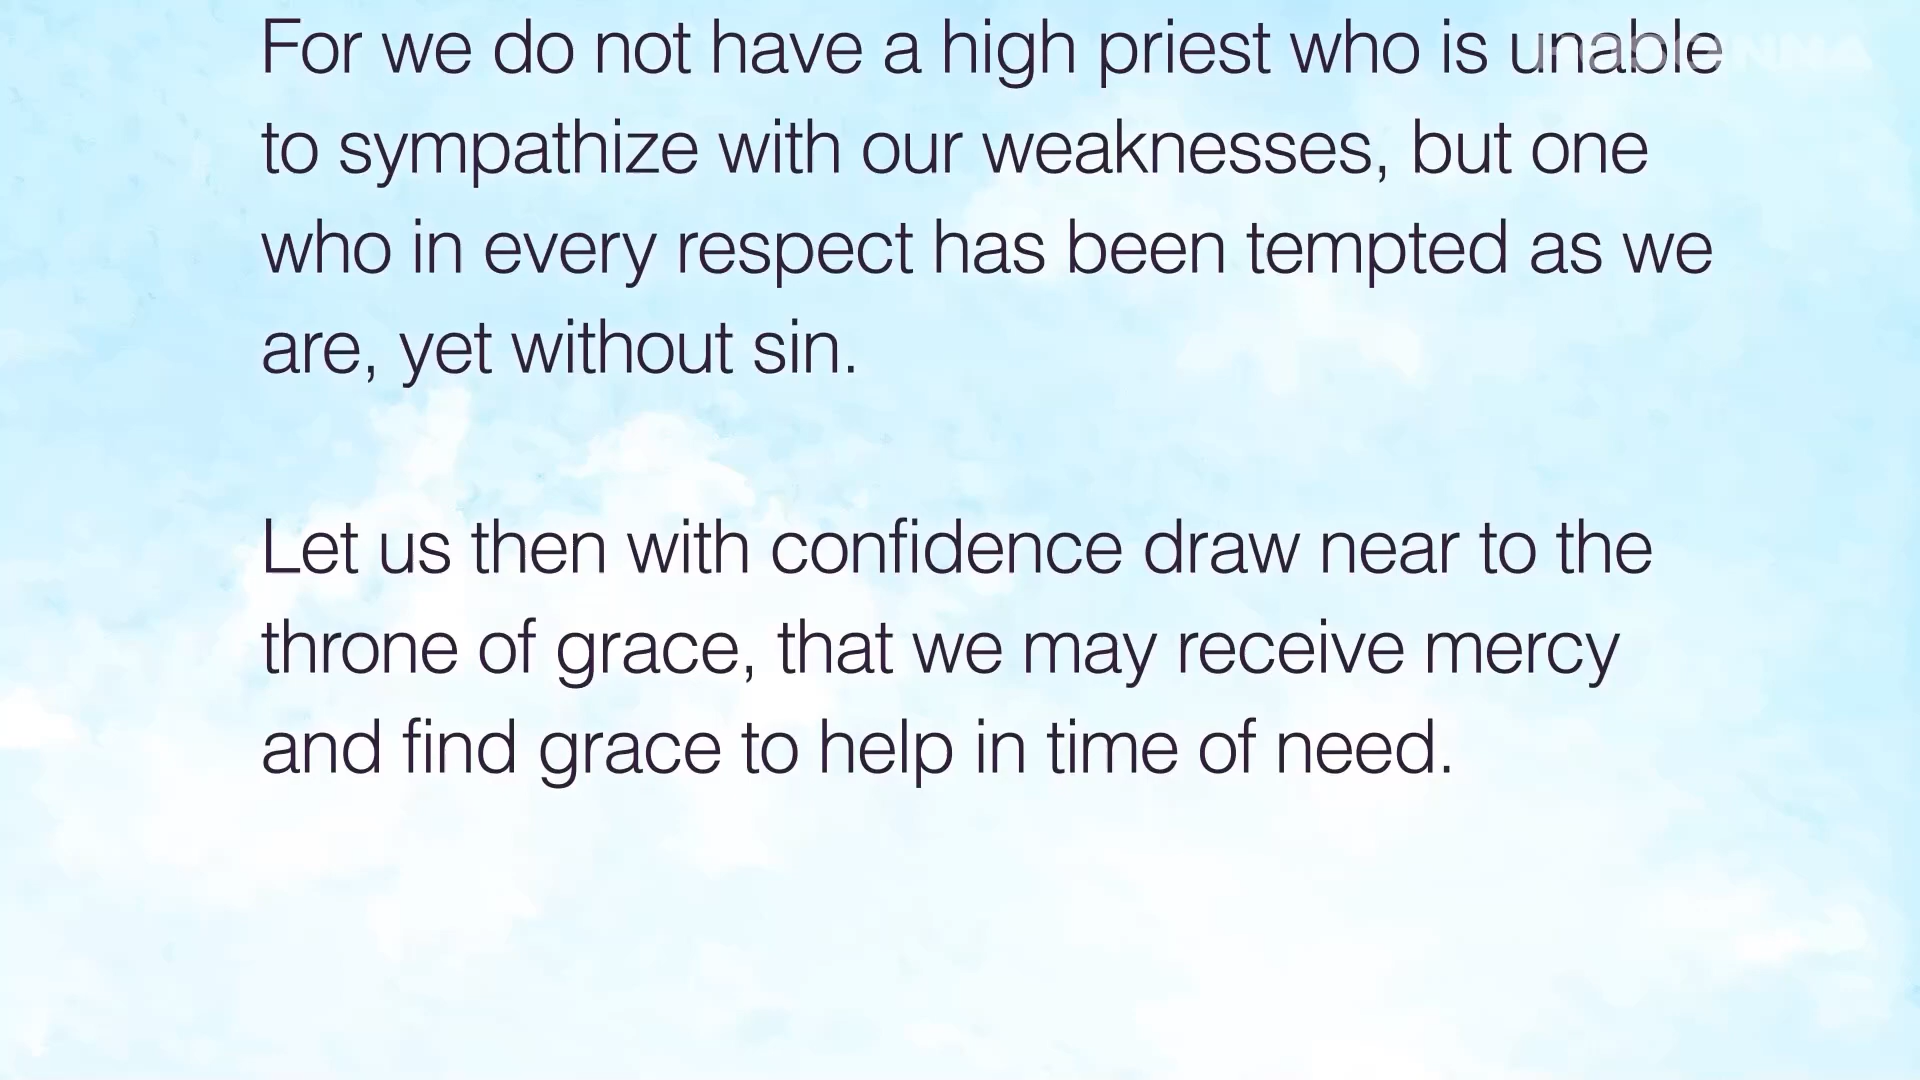 For we do not have a high priest who is unable
to sympathize with our weaknesses, but one
who in every respect has been tempted as we
are, yet without sin.
Let us then with confidence draw near to the
throne of grace, that we may receive mercy
and find grace to help in time of need.